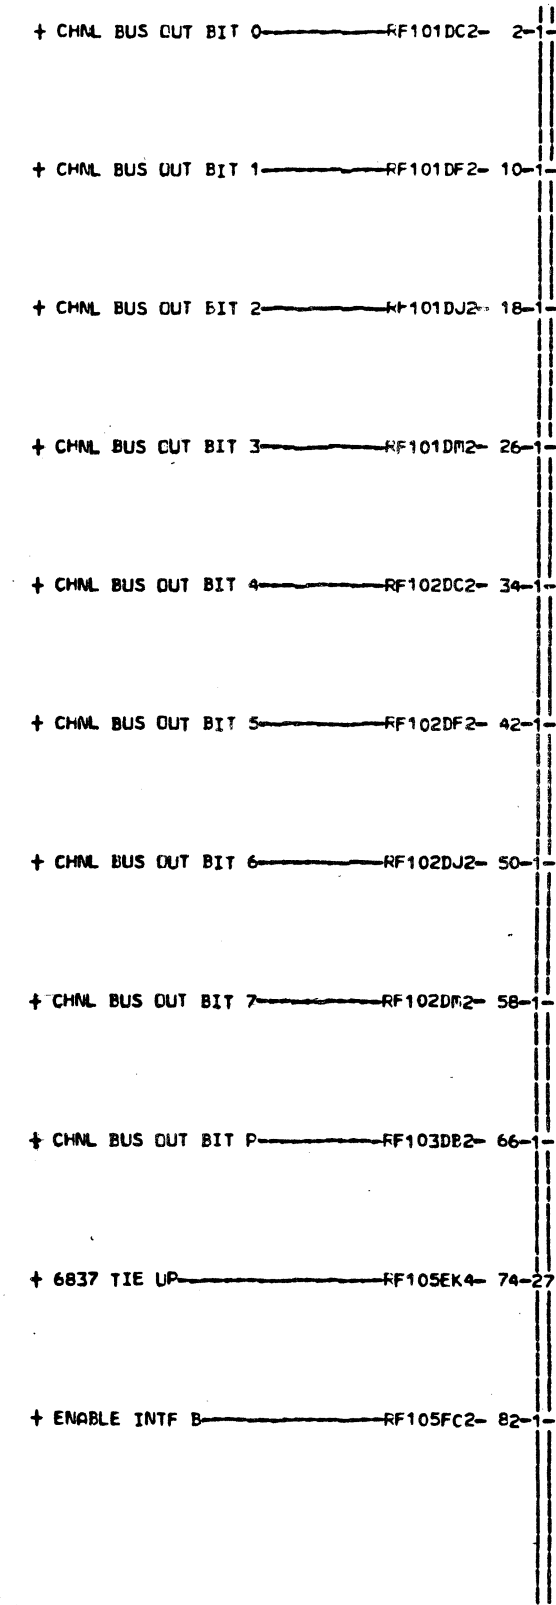 + CHNL BUS OUT BIT 0 RF101DC2- 2-1-
+ CHNL BUS OUT BIT 1 RF101DF2- 10-1-
+ CHNL BUS OUT BIT 2 RF101DJ2- 18-1-
+ CHNL BUS OUT BIT 3 RF101DM2- 26-1-
+ CHNL BUS OUT BIT 4 RF102DC2- 34-1-
+ CHNL BUS OUT BIT 5 RF102DF2- 42-1-
+ CHNL BUS OUT BIT 6 RF102DJ2- 50-1-
+ CHNL BUS OUT BIT 7 RF102DM2- 58-1-
+ CHNL BUS OUT BIT P RF103DB2- 66-1-
+ 6837 TIE UP RF105EK4- 74-27
+ ENABLE INTF B RF105FC2- 82-1-